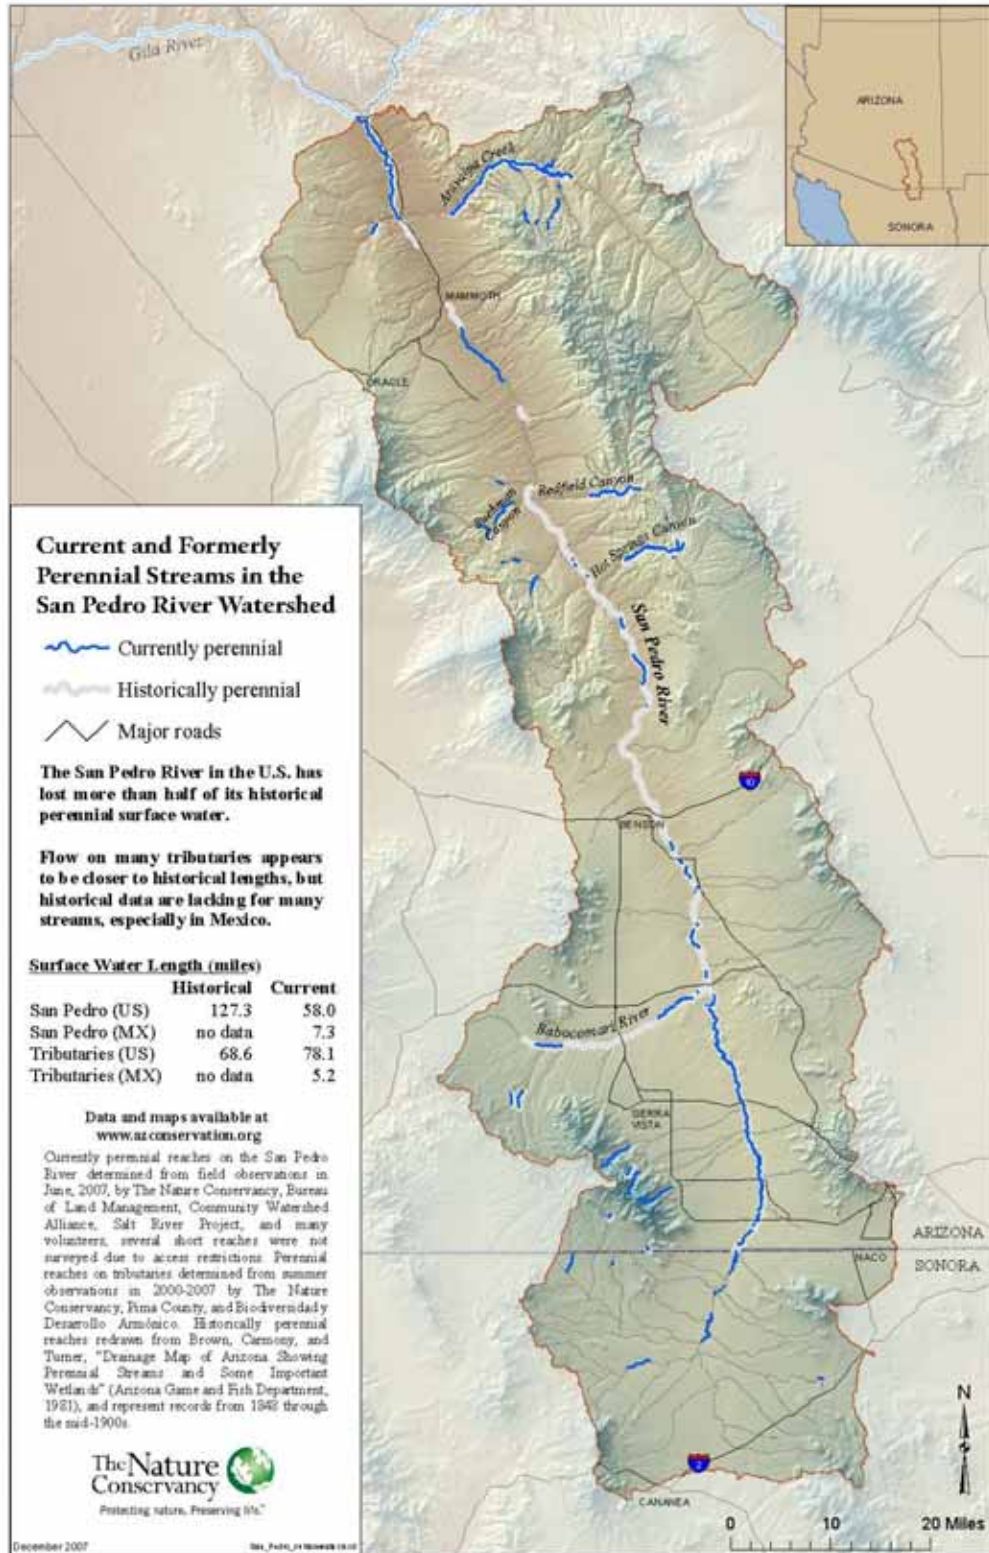 Gila River
ARIZONA
SONORA
Aravaipa Creek
MAMMOTH
ORACLE
Redfield Canyon
Buehman
Canyon
Hot Springs Canyon
San Pedro River
10
BENSON
Babocomari River
SIERRA
VISTA
ARIZONA
NACO
SONORA
2
CANANEA
N
0 10 20 Miles
Current and Formerly
Perennial Streams in the
San Pedro River Watershed
Currently perennial
Historically perennial
Major roads
The San Pedro River in the U.S. has
lost more than half of its historical
perennial surface water.
Flow on many tributaries appears
to be closer to historical lengths, but
historical data are lacking for many
streams, especially in Mexico.
Surface Water Length (miles)
Historical Current
San Pedro (US) 127.3 58.0
San Pedro (MX) no data 7.3
Tributaries (US) 68.6 78.1
Tributaries (MX) no data 5.2
Data and maps available at
www.azconservation.org
Currently perennial reaches on the San Pedro
River determined from field observations in
June, 2007, by The Nature Conservancy, Bureau
of Land Management, Community Watershed
Alliance, Salt River Project, and many
volunteers, several short reaches were not
surveyed due to access restrictions. Perennial
reaches on tributaries determined from summer
observations in 2000-2007 by The Nature
Conservancy, Pima County, and Biodiversidad y
Desarrollo Armónico. Historically perennial
reaches redrawn from Brown, Carmony, and
Turner, "Drainage Map of Arizona Showing
Perennial Streams and Some Important
Wetlands" (Arizona Game and Fish Department,
1981), and represent records from 1848 through
the mid-1900s.
The Nature
Conservancy
Protecting nature. Preserving life.™
December 2007